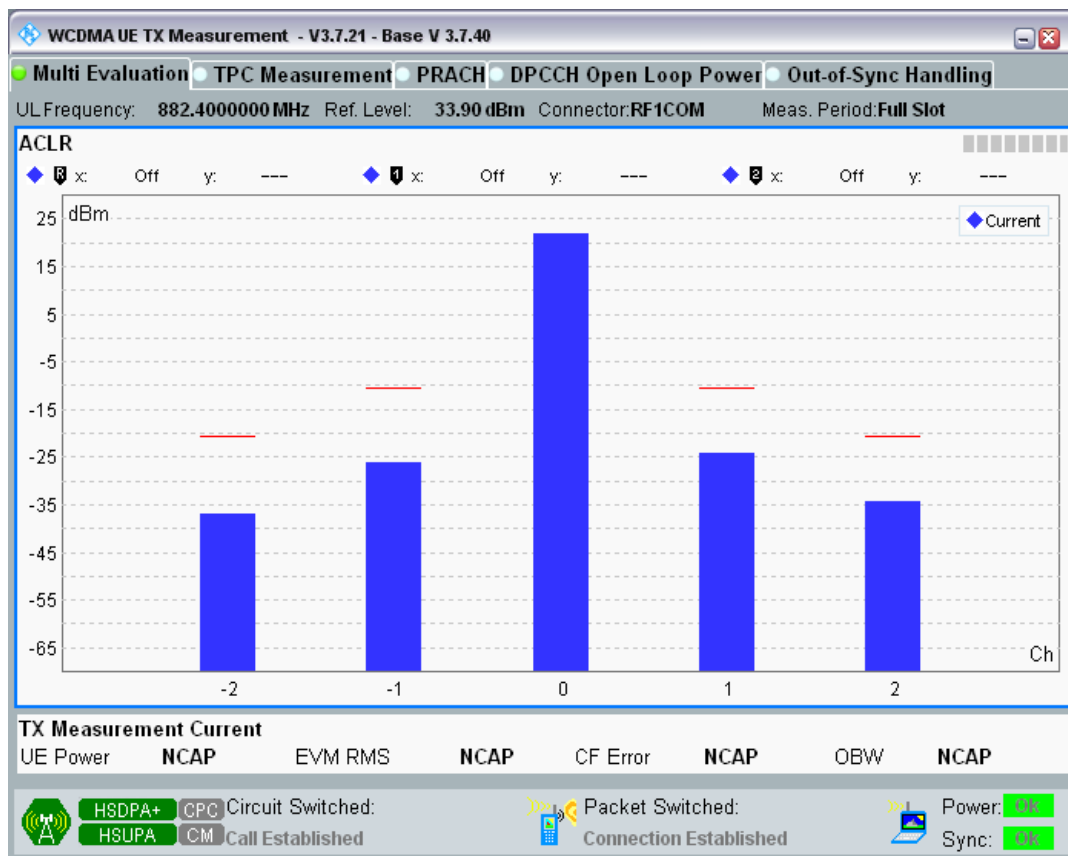 WCDMA UE TX Measurement - V3.7.21 - Base V 3.7.40
Multi Evaluation TPC Measurement PRACH DPCCH Open Loop Power Out-of-Sync Handling
UL Frequency: 882.4000000 MHz Ref. Level: 33.90 dBm Connector:RF1COM Meas. Period:Full Slot
ACLR
R x: Off y: --- 1 x: Off y: --- 2 x: Off y: ---
dBm
Current
25
15
5
-5
-15
-25
-35
-45
-55
-65
Ch
-2 -1 0 1 2
TX Measurement Current
UE Power NCAP EVM RMS NCAP CF Error NCAP OBW NCAP
HSDPA+ CPC Circuit Switched: Packet Switched: Power: OK
HSUPA CM Call Established Connection Established Sync: OK